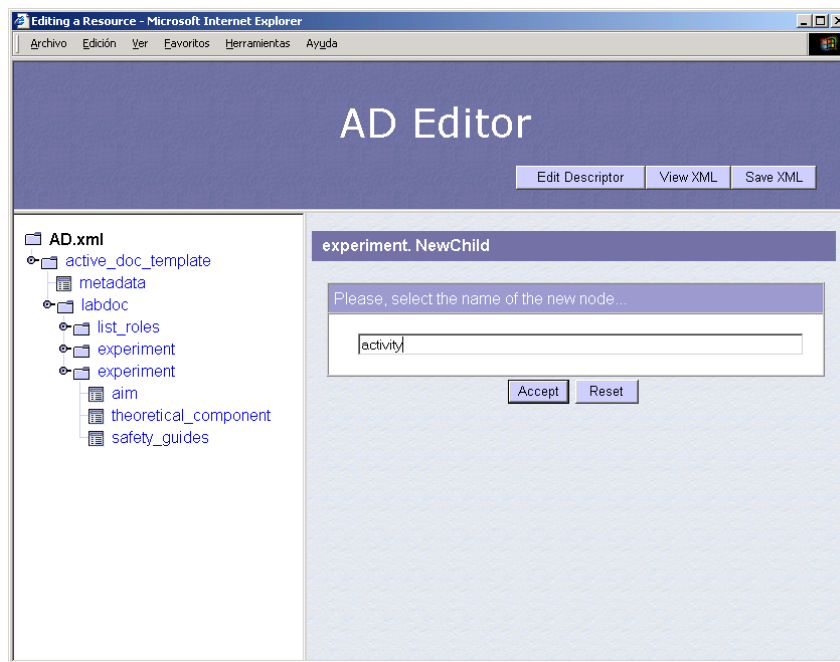 Editing a Resource - Microsoft Internet Explorer
Archivo Edición Ver Favoritos Herramientas Ayuda
AD Editor
Edit Descriptor View XML Save XML
AD.xml
active_doc_template
metadata
labdoc
list_roles
experiment
experiment
aim
theoretical_component
safety_guides
experiment. NewChild
Please, select the name of the new node...
activity
Accept Reset